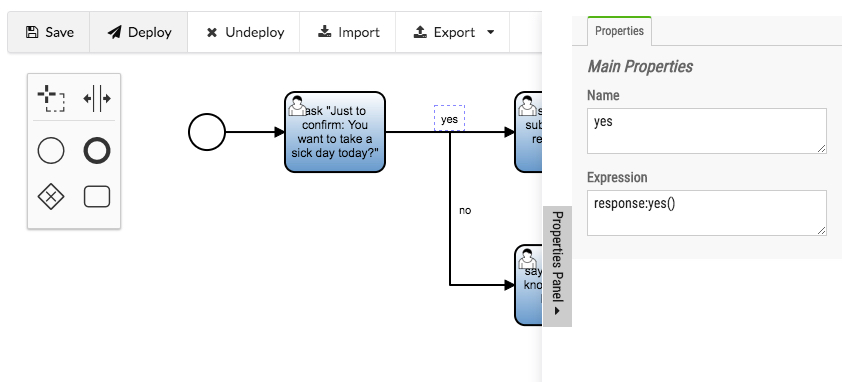 Save
Deploy
Undeploy
Import
Export
Properties
Main Properties
Name
yes
Expression
response:yes()
Properties Panel
ask "Just to
confirm: You
want to take a
sick day today?"
yes
no
s
sub
re
say
kno